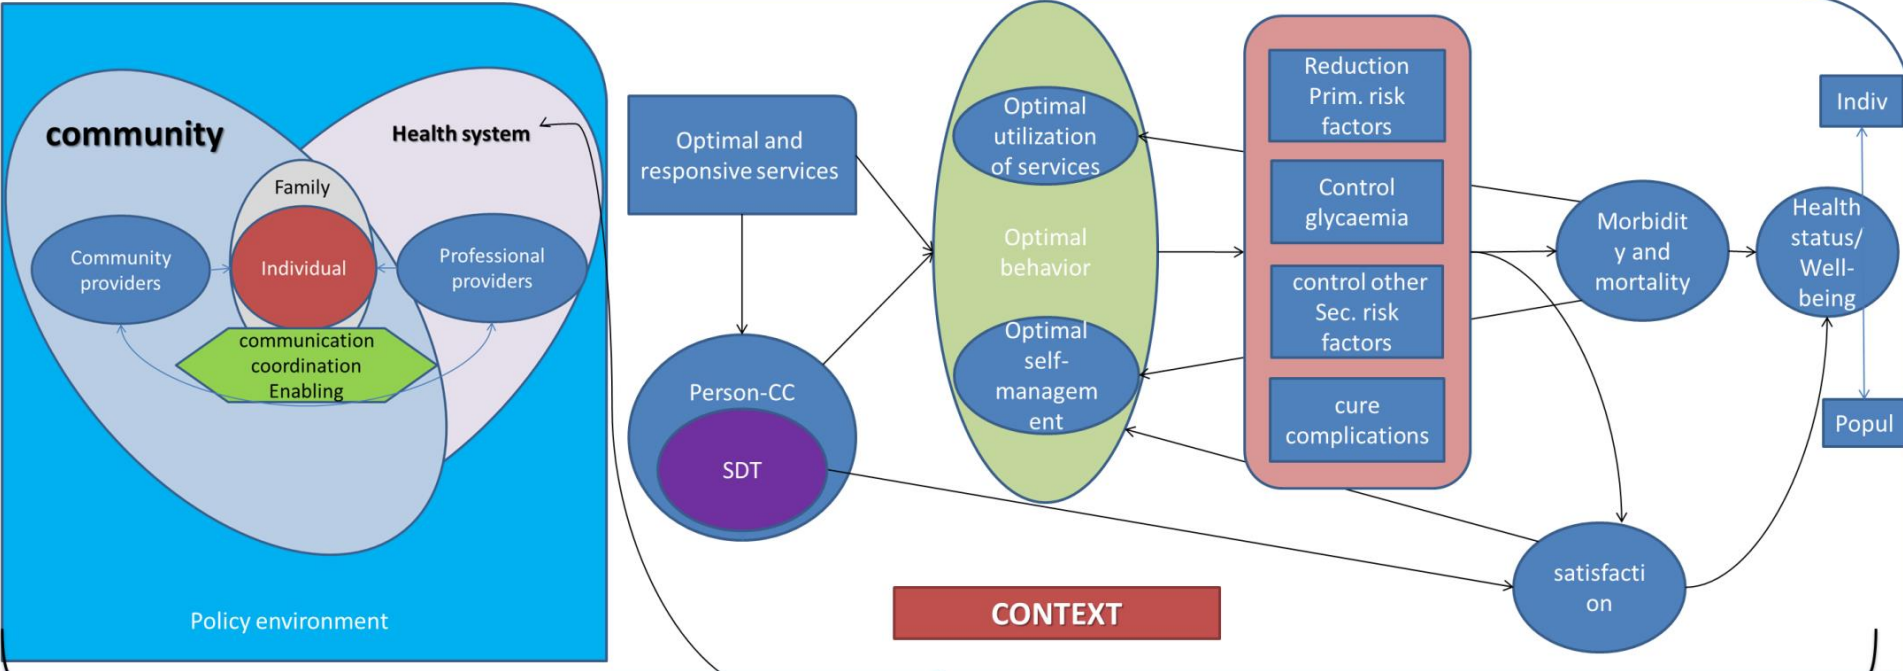 community
Health system
Family
Community
providers
Individual
Professional
providers
communication
coordination
Enabling
Policy environment
Optimal and
responsive services
Person-CC
SDT
Optimal
utilization
of services
Optimal
behavior
Optimal
self-
managem
ent
Reduction
Prim. risk
factors
Control
glycaemia
control other
Sec. risk
factors
cure
complications
CONTEXT
Morbidit
y and
mortality
satisfacti
on
Health
status/
Well-
being
Indiv
Popul